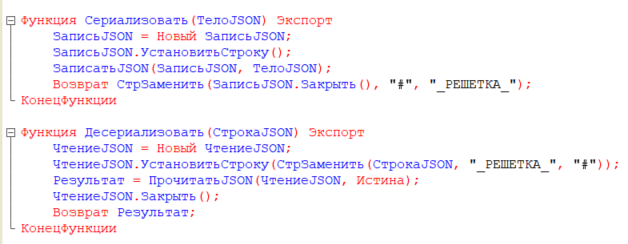 Функция Сериализовать(ТелоJSON) Экспорт
ЗаписьJSON = Новый ЗаписьJSON;
ЗаписьJSON.УстановитьСтроку();
ЗаписатьJSON(ЗаписьJSON, ТелоJSON);
Возврат СтрЗаменить(ЗаписьJSON.Закрыть(), "#", "_РЕШЕТКА_");
КонецФункции
Функция Десериализовать(СтрокаJSON) Экспорт
ЧтениеJSON = Новый ЧтениеJSON;
ЧтениеJSON.УстановитьСтроку(СтрЗаменить(СтрокаJSON, "_РЕШЕТКА_", "#"));
Результат = ПрочитатьJSON(ЧтениеJSON, Истина);
ЧтениеJSON.Закрыть();
Возврат Результат;
КонецФункции